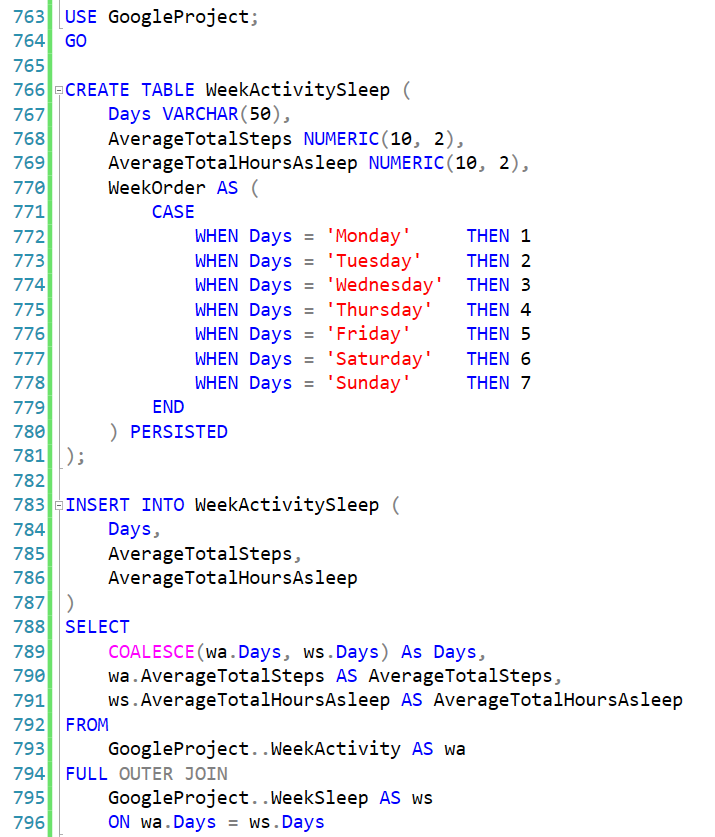 763 USE GoogleProject;
764 GO
765
766 CREATE TABLE WeekActivitySleep (
767     Days VARCHAR(50),
768     AverageTotalSteps NUMERIC(10, 2),
769     AverageTotalHoursAsleep NUMERIC(10, 2),
770     WeekOrder AS (
771         CASE
772             WHEN Days = 'Monday'     THEN 1
773             WHEN Days = 'Tuesday'    THEN 2
774             WHEN Days = 'Wednesday'  THEN 3
775             WHEN Days = 'Thursday'   THEN 4
776             WHEN Days = 'Friday'     THEN 5
777             WHEN Days = 'Saturday'   THEN 6
778             WHEN Days = 'Sunday'     THEN 7
779         END
780     ) PERSISTED
781 );
782
783 INSERT INTO WeekActivitySleep (
784     Days,
785     AverageTotalSteps,
786     AverageTotalHoursAsleep
787 )
788 SELECT
789     COALESCE(wa.Days, ws.Days) As Days,
790     wa.AverageTotalSteps AS AverageTotalSteps,
791     ws.AverageTotalHoursAsleep AS AverageTotalHoursAsleep
792 FROM
793     GoogleProject..WeekActivity AS wa
794 FULL OUTER JOIN
795     GoogleProject..WeekSleep AS ws
796     ON wa.Days = ws.Days